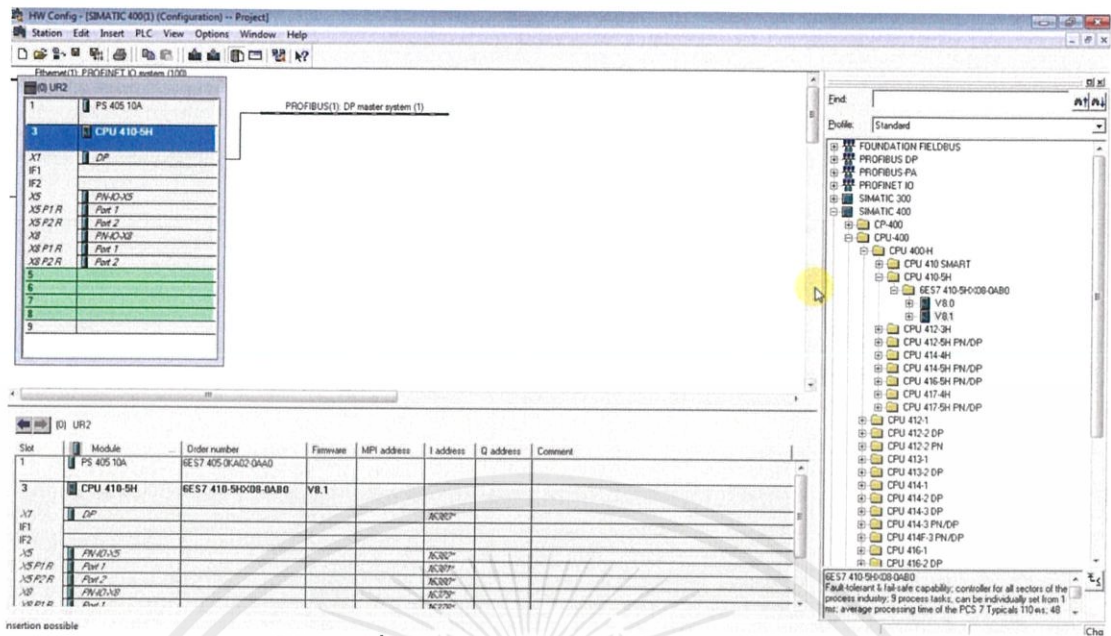 HW Config - [SIMATIC 400(1) (Configuration) -- Project]
Station Edit Insert PLC View Options Window Help
Ethernet(1): PROFINET IO system (100)
(0) UR2
1 PS 405 10A
3 CPU 410-5H
X1 DP
IF1
IF2
X5 PN-IO-X5
X5 P1 R Port 1
X5 P2 R Port 2
X8 PN-IO-X8
X8 P1 R Port 1
X8 P2 R Port 2
5
6
7
8
9
PROFIBUS(1): DP master system (1)
Find:
Profile: Standard
FOUNDATION FIELDBUS
PROFIBUS DP
PROFIBUS-PA
PROFINET IO
SIMATIC 300
SIMATIC 400
CP-400
CPU-400
CPU 400-H
CPU 410 SMART
CPU 410-5H
6ES7 410-5HX08-0AB0
V8.0
V8.1
CPU 412-3H
CPU 412-5H PN/DP
CPU 414-4H
CPU 414-5H PN/DP
CPU 416-5H PN/DP
CPU 417-4H
CPU 417-5H PN/DP
CPU 412-1
CPU 412-2 DP
CPU 412-2 PN
CPU 413-1
CPU 413-2 DP
CPU 414-1
CPU 414-2 DP
CPU 414-3 DP
CPU 414-3 PN/DP
CPU 414F-3 PN/DP
CPU 416-1
CPU 416-2 DP
6ES7 410-5HX08-0AB0
Fault-tolerant & fail-safe capability; controller for all sectors of the
process industry; 9 process tasks, can be individually set from 1
ms; average processing time of the PCS 7 Typicals 110 ms; 48
(0) UR2
Slot Module ... Order number Firmware MPI address I address Q address Comment
1 PS 405 10A 6ES7 405-0KA02-0AA0
3 CPU 410-5H 6ES7 410-5HX08-0AB0 V8.1
X1 DP
IF1
IF2
X5 PN-IO-X5
X5 P1 R Port 1
X5 P2 R Port 2
X8 PN-IO-X8
X8 P1 R Port 1
nsertion possible
Chg